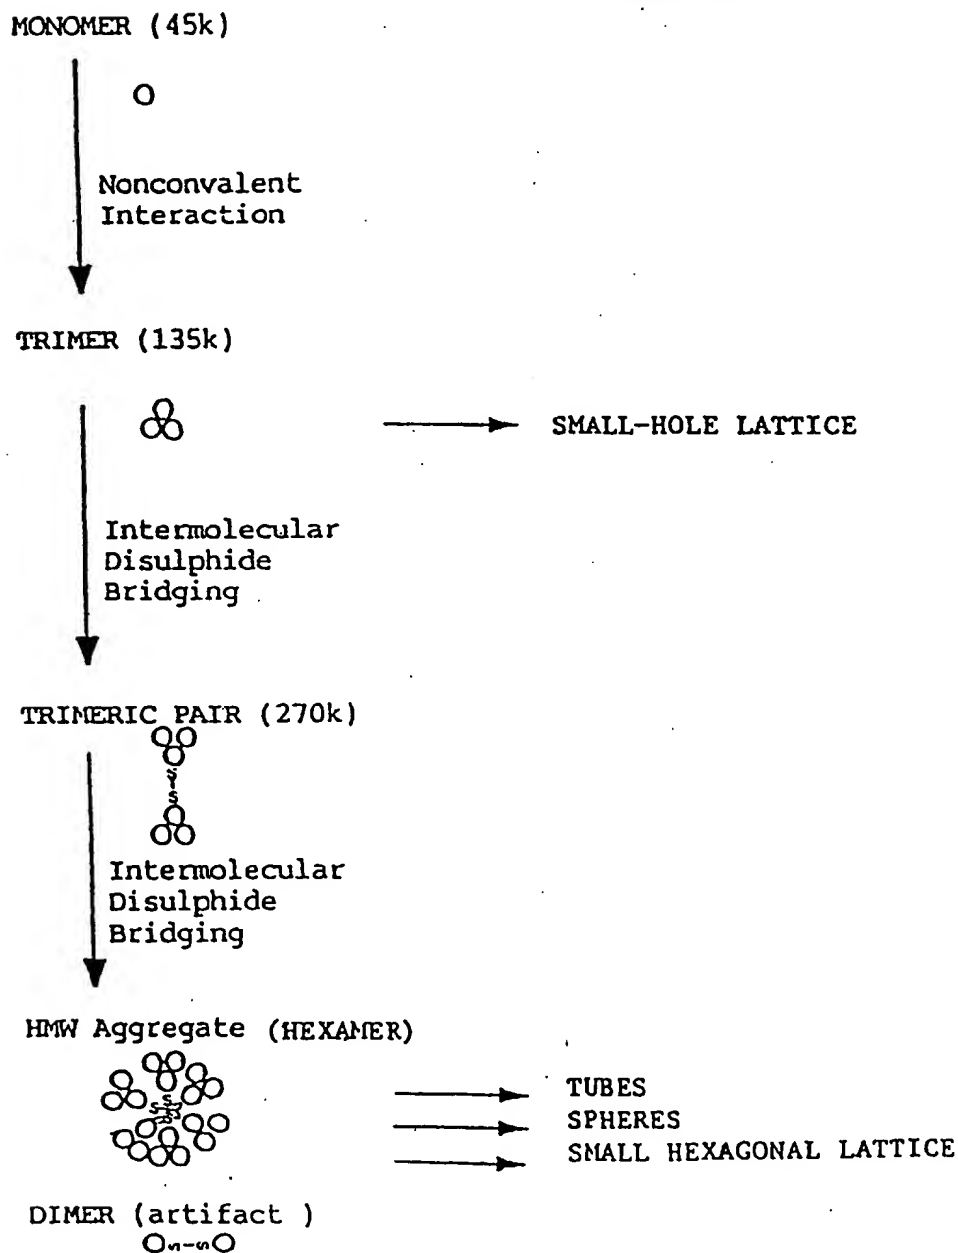 MONOMER (45k)
Nonconvalent
Interaction
TRIMER (135k)
SMALL-HOLE LATTICE
Intermolecular
Disulphide
Bridging
TRIMERIC PAIR (270k)
S
S
Intermolecular
Disulphide
Bridging
HMW Aggregate (HEXAMER)
TUBES
SPHERES
SMALL HEXAGONAL LATTICE
DIMER (artifact )
S-S